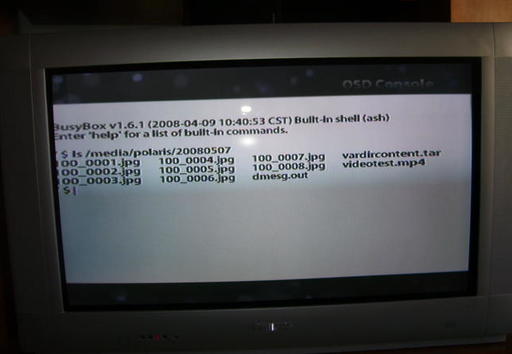 OSD Console
BusyBox v1.6.1 (2008-04-09 10:40:53 CST) Built-in shell (ash)
Enter 'help' for a list of built-in commands.
$ ls /media/polaris/20080507
100_0001.jpg 100_0004.jpg 100_0007.jpg vardircontent.tar
100_0002.jpg 100_0005.jpg 100_0008.jpg videotest.mp4
100_0003.jpg 100_0006.jpg dmesg.out
$